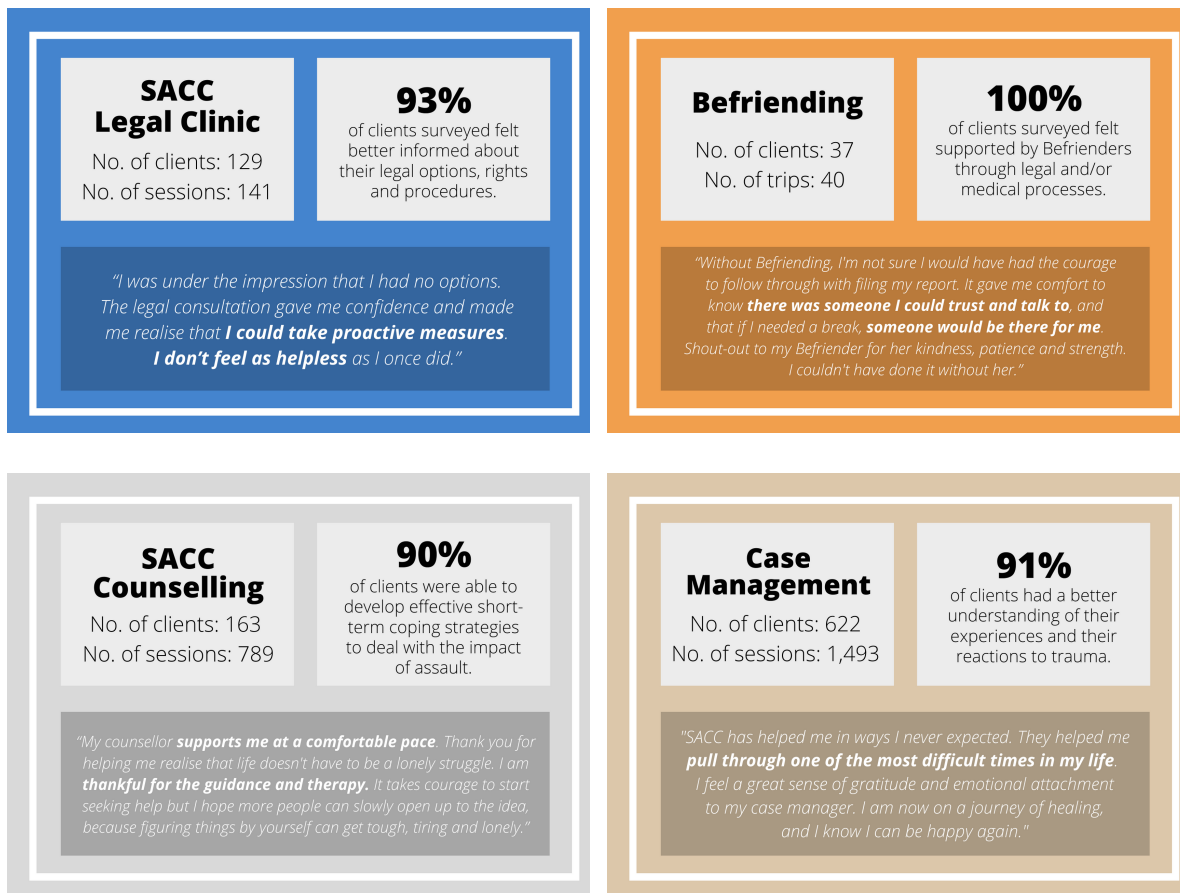 SACC
Legal Clinic
No. of clients: 129
No. of sessions: 141
93%
of clients surveyed felt
better informed about
their legal options, rights
and procedures.
“I was under the impression that I had no options.
The legal consultation gave me confidence and made
me realise that I could take proactive measures.
I don’t feel as helpless as I once did.”
Befriending
No. of clients: 37
No. of trips: 40
100%
of clients surveyed felt
supported by Befrienders
through legal and/or
medical processes.
“Without Befriending, I'm not sure I would have had the courage
to follow through with filing my report. It gave me comfort to
know there was someone I could trust and talk to, and
that if I needed a break, someone would be there for me.
Shout-out to my Befriender for her kindness, patience and strength.
I couldn't have done it without her.”
SACC
Counselling
No. of clients: 163
No. of sessions: 789
90%
of clients were able to
develop effective short-
term coping strategies
to deal with the impact
of assault.
“My counsellor supports me at a comfortable pace. Thank you for
helping me realise that life doesn't have to be a lonely struggle. I am
thankful for the guidance and therapy. It takes courage to start
seeking help but I hope more people can slowly open up to the idea,
because figuring things by yourself can get tough, tiring and lonely.”
Case
Management
No. of clients: 622
No. of sessions: 1,493
91%
of clients had a better
understanding of their
experiences and their
reactions to trauma.
"SACC has helped me in ways I never expected. They helped me
pull through one of the most difficult times in my life.
I feel a great sense of gratitude and emotional attachment
to my case manager. I am now on a journey of healing,
and I know I can be happy again."